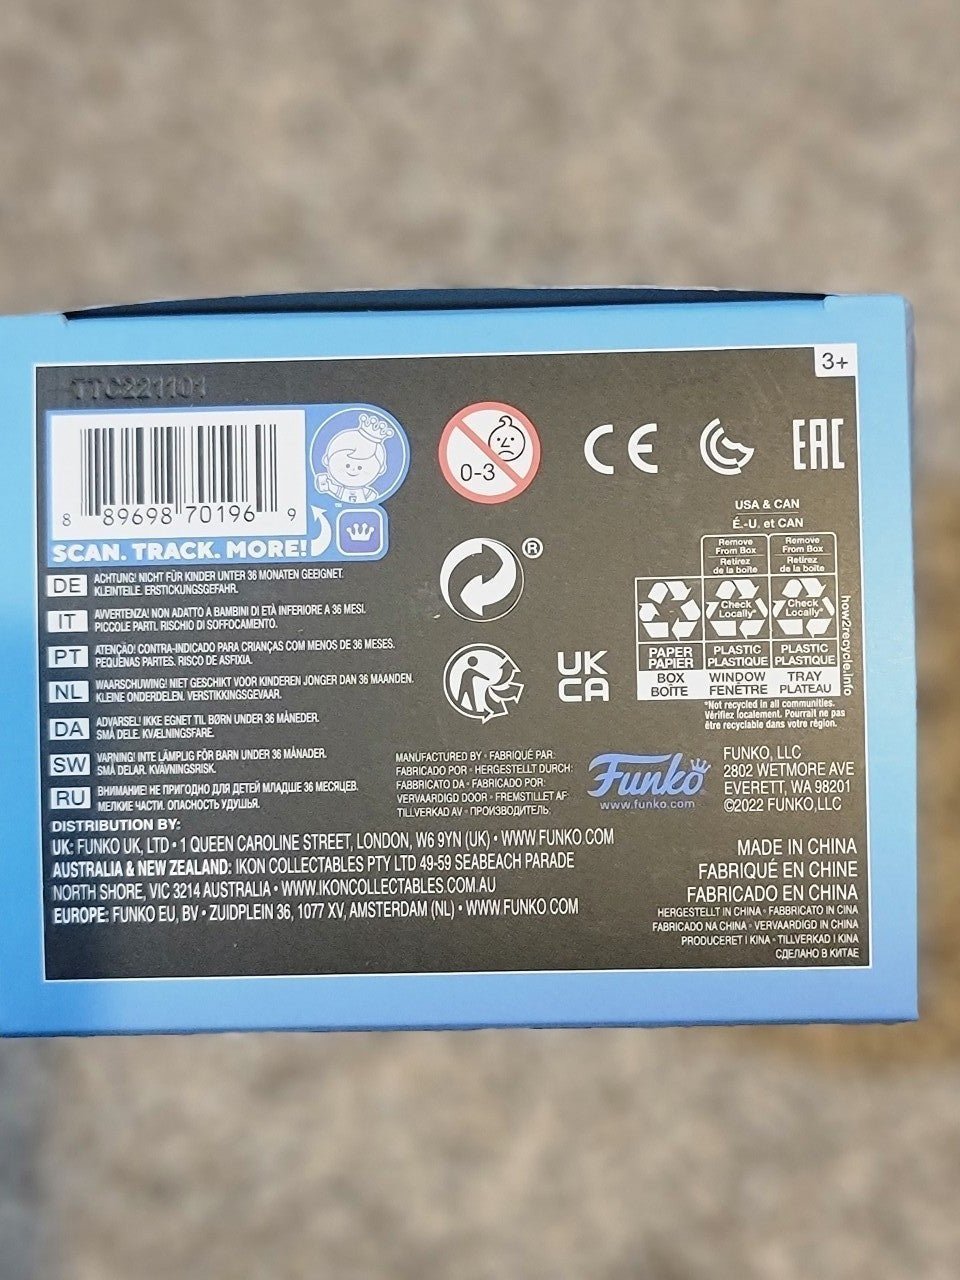 3+
TTC221101
8 89698 70196 9
SCAN. TRACK. MORE!
0-3
CE
EAC
®
UK
CA
USA & CAN
É.-U. et CAN
Remove From Box
Retirez de la boîte
Remove From Box
Retirez de la boîte
Check Locally*
Check Locally*
PAPER PAPIER
PLASTIC PLASTIQUE
PLASTIC PLASTIQUE
BOX BOÎTE
WINDOW FENÊTRE
TRAY PLATEAU
how2recycle.info
*Not recycled in all communities.
Vérifiez localement. Pourrait ne pas
être recyclable dans votre région.
DE ACHTUNG! NICHT FÜR KINDER UNTER 36 MONATEN GEEIGNET.
KLEINTEILE. ERSTICKUNGSGEFAHR.
IT AVVERTENZA! NON ADATTO A BAMBINI DI ETÀ INFERIORE A 36 MESI.
PICCOLE PARTI. RISCHIO DI SOFFOCAMENTO.
PT ATENÇÃO! CONTRA-INDICADO PARA CRIANÇAS COM MENOS DE 36 MESES.
PEQUENAS PARTES. RISCO DE ASFIXIA.
NL WAARSCHUWING! NIET GESCHIKT VOOR KINDEREN JONGER DAN 36 MAANDEN.
KLEINE ONDERDELEN. VERSTIKKINGSGEVAAR.
DA ADVARSEL! IKKE EGNET TIL BØRN UNDER 36 MÅNEDER.
SMÅ DELE. KVÆLNINGSFARE.
SW VARNING! INTE LÄMPLIG FÖR BARN UNDER 36 MÅNADER.
SMÅ DELAR. KVÄVNINGSRISK.
RU ВНИМАНИЕ! НЕ ПРИГОДНО ДЛЯ ДЕТЕЙ МЛАДШЕ 36 МЕСЯЦЕВ.
МЕЛКИЕ ЧАСТИ. ОПАСНОСТЬ УДУШЬЯ.
MANUFACTURED BY • FABRIQUÉ PAR:
FABRICADO POR • HERGESTELLT DURCH:
FABBRICATO DA • FABRICADO POR:
VERVAARDIGD DOOR • FREMSTILLET AF
TILLVERKAD AV • ПРОИЗВОДИТЕЛЬ:
Funko
www.funko.com
FUNKO, LLC
2802 WETMORE AVE
EVERETT, WA 98201
©2022 FUNKO,LLC
DISTRIBUTION BY:
UK: FUNKO UK, LTD • 1 QUEEN CAROLINE STREET, LONDON, W6 9YN (UK) • WWW.FUNKO.COM
AUSTRALIA & NEW ZEALAND: IKON COLLECTABLES PTY LTD 49-59 SEABEACH PARADE
NORTH SHORE, VIC 3214 AUSTRALIA • WWW.IKONCOLLECTABLES.COM.AU
EUROPE: FUNKO EU, BV • ZUIDPLEIN 36, 1077 XV, AMSTERDAM (NL) • WWW.FUNKO.COM
MADE IN CHINA
FABRIQUÉ EN CHINE
FABRICADO EN CHINA
HERGESTELLT IN CHINA • FABBRICATO IN CINA
FABRICADO NA CHINA • VERVAARDIGD IN CHINA
PRODUCERET I KINA • TILLVERKAD I KINA
СДЕЛАНО В КИТАЕ